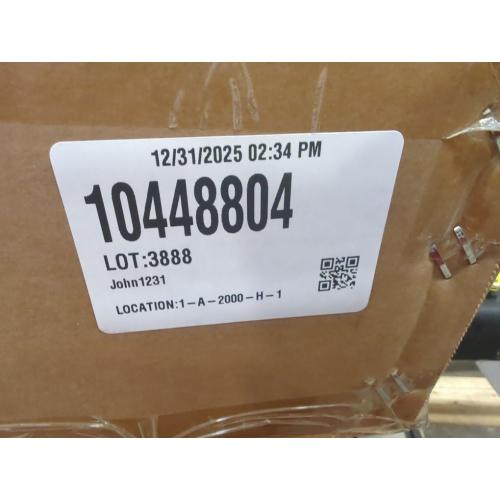 12/31/2025 02:34 PM
10448804
LOT:3888
John1231
LOCATION:1-A-2000-H-1